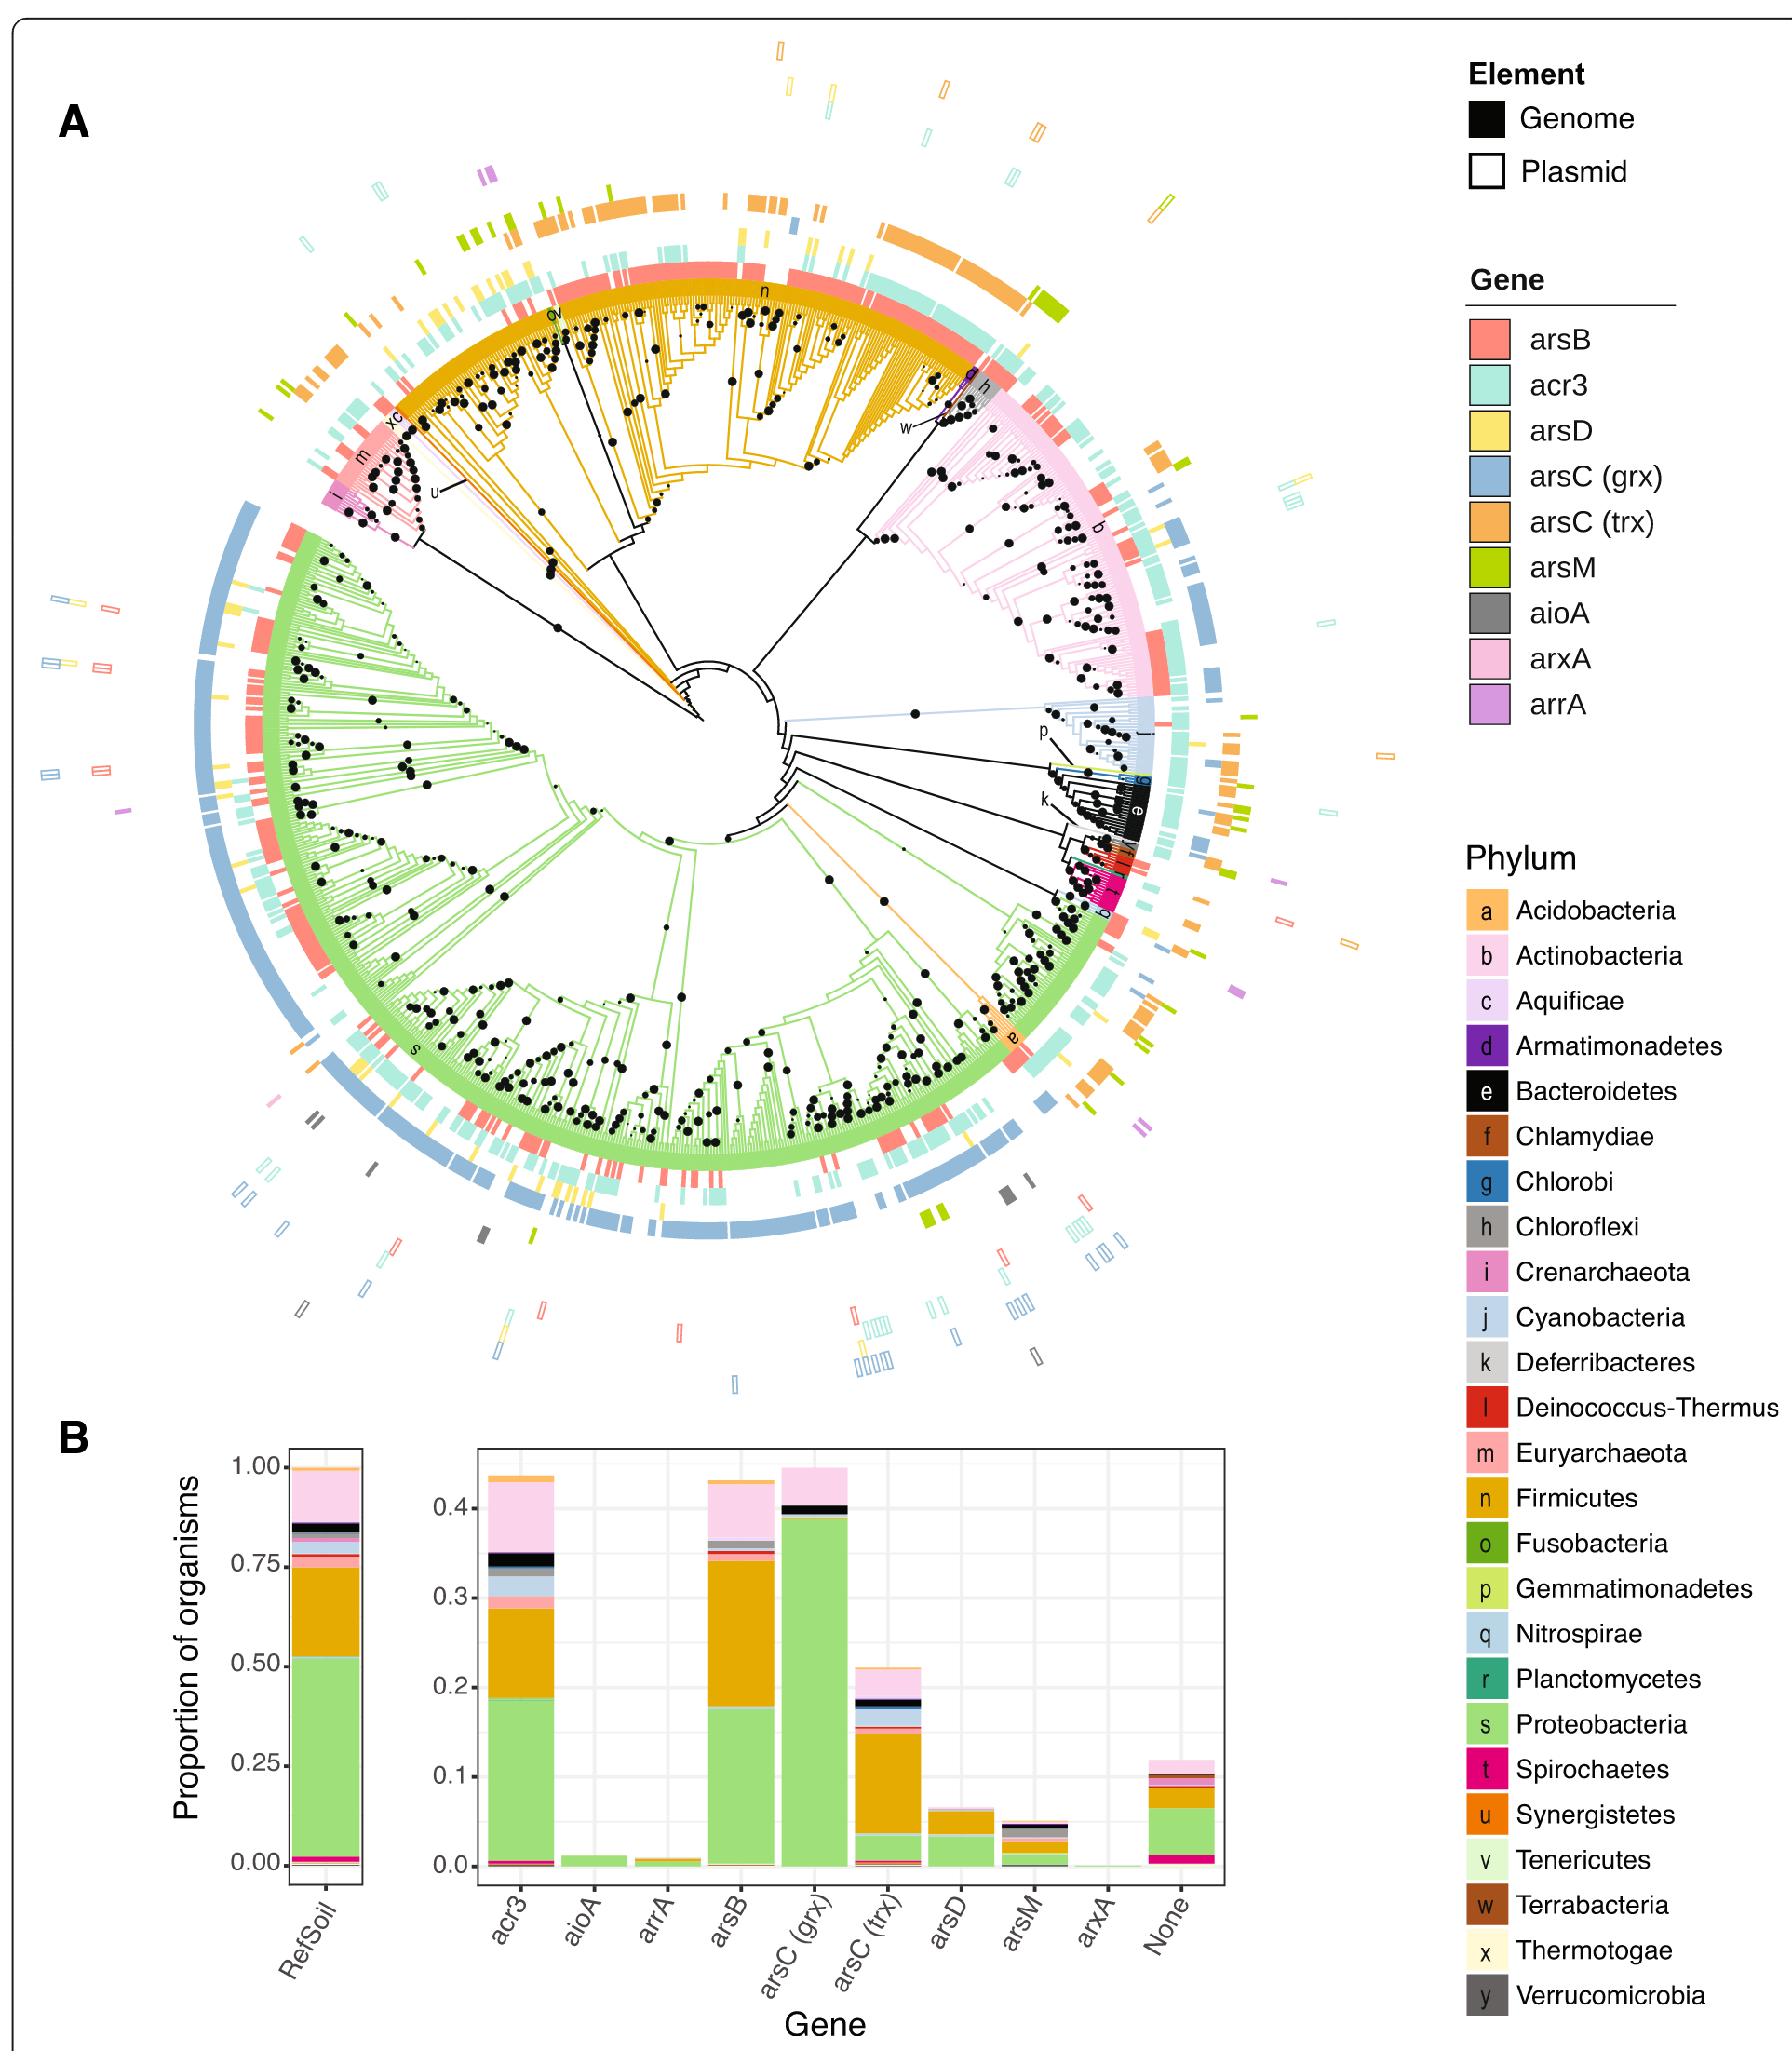 A
Element
Genome
Plasmid
Gene
arsB
acr3
arsD
arsC (grx)
arsC (trx)
arsM
aioA
arxA
arrA
Phylum
a Acidobacteria
b Actinobacteria
c Aquificae
d Armatimonadetes
e Bacteroidetes
f Chlamydiae
g Chlorobi
h Chloroflexi
i Crenarchaeota
j Cyanobacteria
k Deferribacteres
l Deinococcus-Thermus
m Euryarchaeota
n Firmicutes
o Fusobacteria
p Gemmatimonadetes
q Nitrospirae
r Planctomycetes
s Proteobacteria
t Spirochaetes
u Synergistetes
v Tenericutes
w Terrabacteria
x Thermotogae
y Verrucomicrobia
n
h
w
xc
m
u
i
b
j
p
g
k
e
t
q
a
s
B
Proportion of organisms
1.00
0.75
0.50
0.25
0.00
RefSoil
0.4
0.3
0.2
0.1
0.0
acr3
aioA
arrA
arsB
arsC (grx)
arsC (trx)
arsD
arsM
arxA
None
Gene